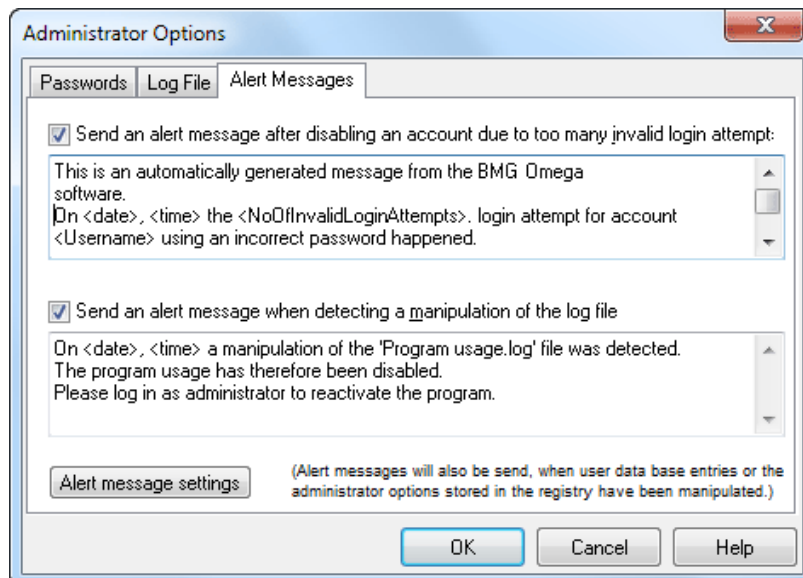 Administrator Options
Passwords Log File Alert Messages
Send an alert message after disabling an account due to too many invalid login attempt:
This is an automatically generated message from the BMG Omega
software.
On <date>, <time> the <NoOfInvalidLoginAttempts>. login attempt for account
<Username> using an incorrect password happened.
Send an alert message when detecting a manipulation of the log file
On <date>, <time> a manipulation of the 'Program usage.log' file was detected.
The program usage has therefore been disabled.
Please log in as administrator to reactivate the program.
Alert message settings
(Alert messages will also be send, when user data base entries or the
administrator options stored in the registry have been manipulated.)
OK Cancel Help